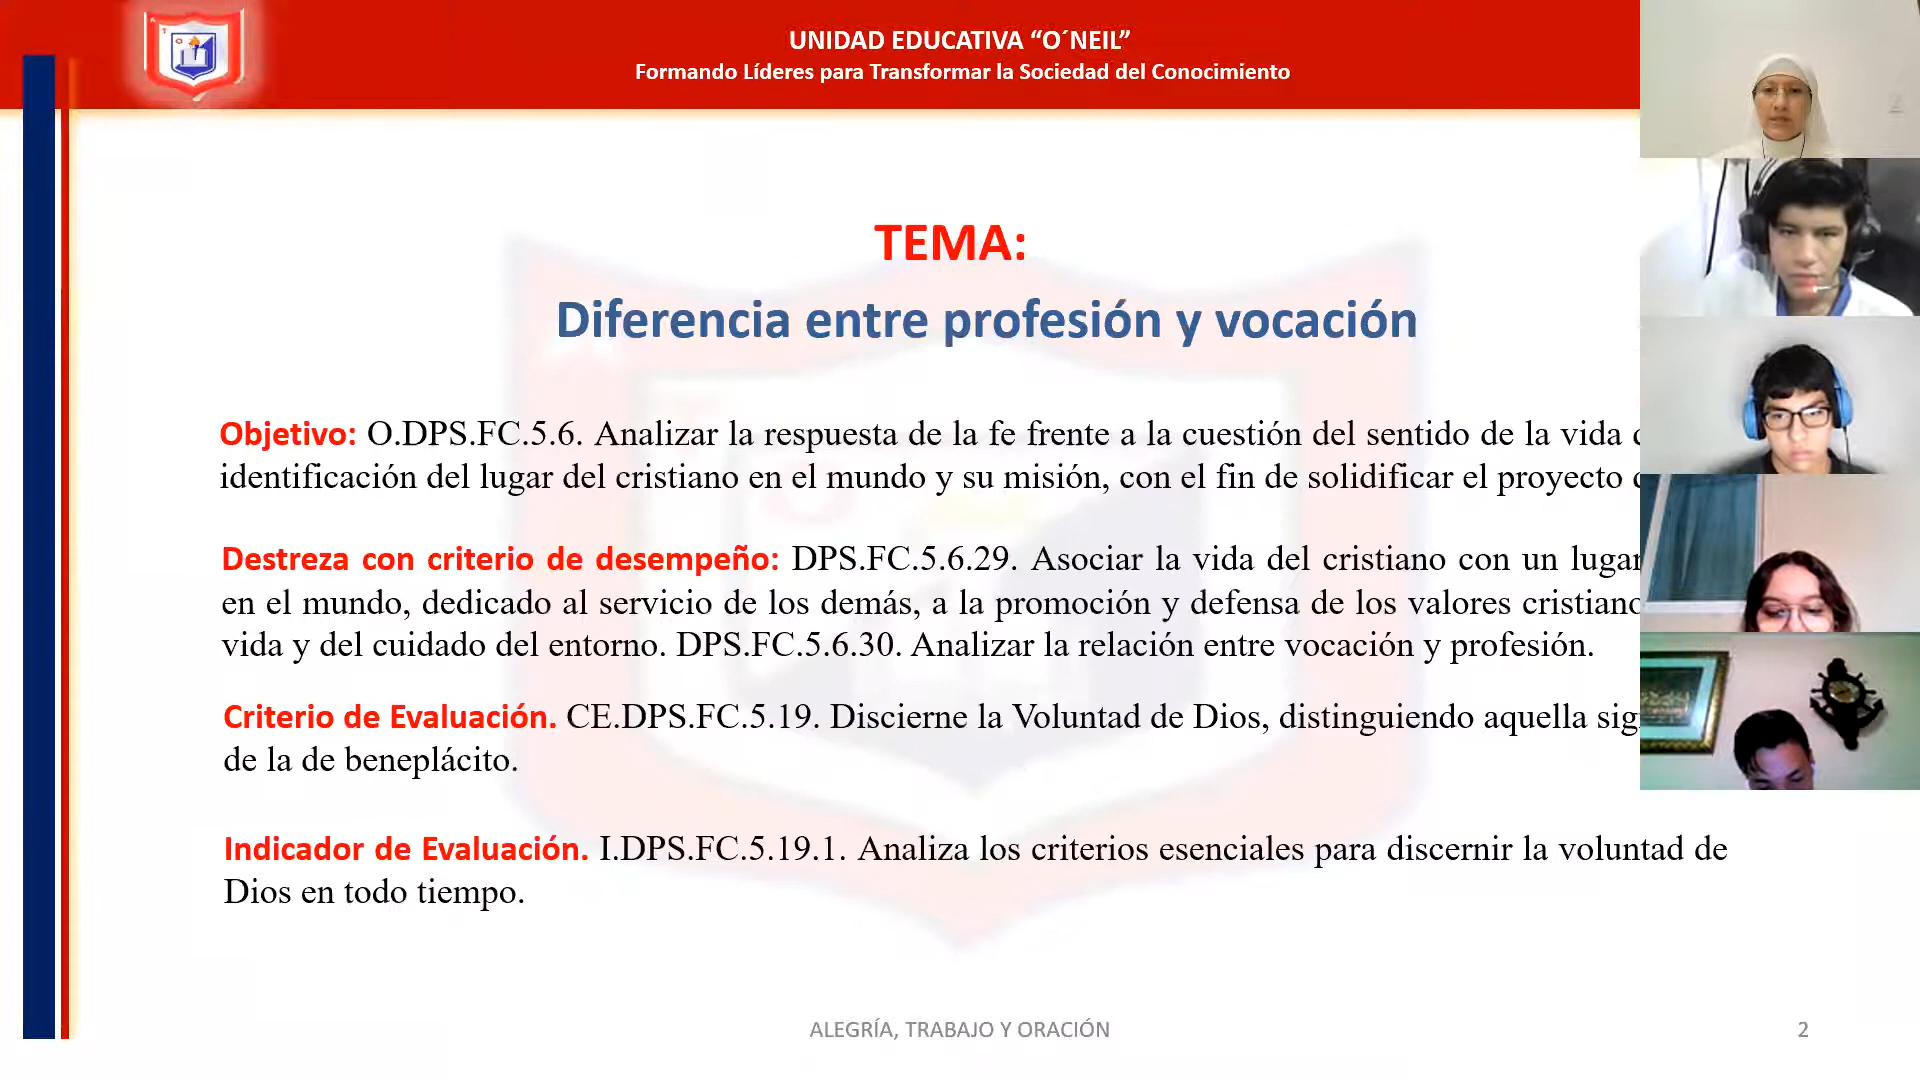 UNIDAD EDUCATIVA “O´NEIL”
Formando Líderes para Transformar la Sociedad del Conocimiento
TEMA:
Diferencia entre profesión y vocación
Objetivo: O.DPS.FC.5.6. Analizar la respuesta de la fe frente a la cuestión del sentido de la vida
identificación del lugar del cristiano en el mundo y su misión, con el fin de solidificar el proyecto
Destreza con criterio de desempeño: DPS.FC.5.6.29. Asociar la vida del cristiano con un lugar
en el mundo, dedicado al servicio de los demás, a la promoción y defensa de los valores
vida y del cuidado del entorno. DPS.FC.5.6.30. Analizar la relación entre vocación y profesión.
Criterio de Evaluación. CE.DPS.FC.5.19. Discierne la Voluntad de Dios, distinguiendo aquella
de la de beneplácito.
Indicador de Evaluación. I.DPS.FC.5.19.1. Analiza los criterios esenciales para discernir la voluntad de
Dios en todo tiempo.
ALEGRÍA, TRABAJO Y ORACIÓN
2